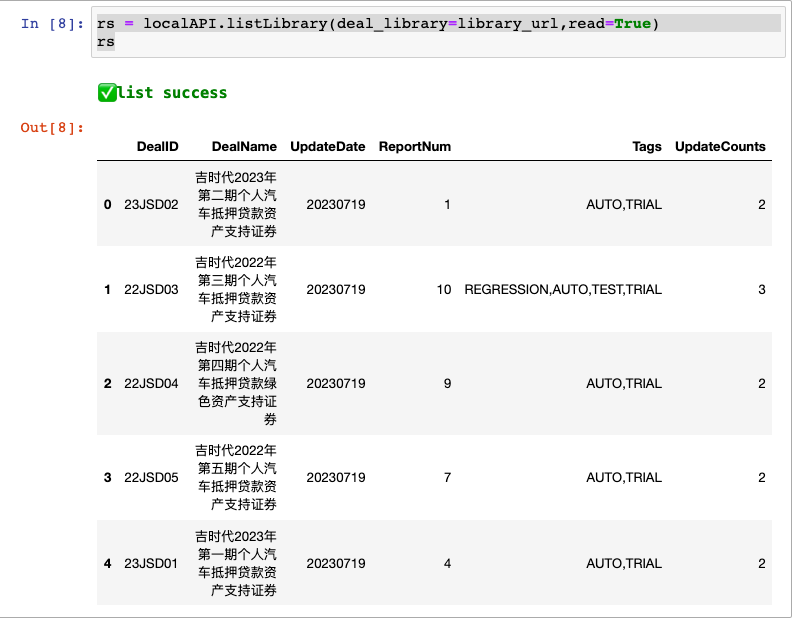 In [8]: rs = localAPI.listLibrary(deal_library=library_url,read=True)
rs
✅list success
Out[8]:
DealID DealName UpdateDate ReportNum Tags UpdateCounts
0 23JSD02 吉时代2023年 20230719 1 AUTO,TRIAL 2
第二期个人汽
车抵押贷款资
产支持证券
1 22JSD03 吉时代2022年 20230719 10 REGRESSION,AUTO,TEST,TRIAL 3
第三期个人汽
车抵押贷款资
产支持证券
2 22JSD04 吉时代2022年 20230719 9 AUTO,TRIAL 2
第四期个人汽
车抵押贷款绿
色资产支持证
券
3 22JSD05 吉时代2022年 20230719 7 AUTO,TRIAL 2
第五期个人汽
车抵押贷款资
产支持证券
4 23JSD01 吉时代2023年 20230719 4 AUTO,TRIAL 2
第一期个人汽
车抵押贷款资
产支持证券